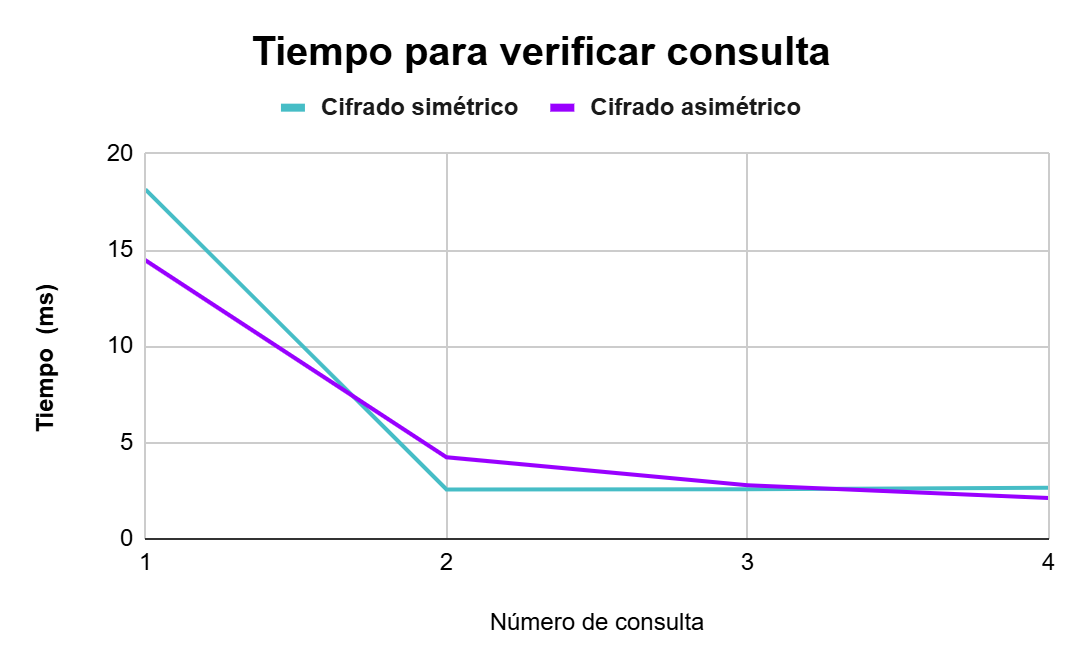 Tiempo para verificar consulta
Cifrado simétrico Cifrado asimétrico
20
15
10
5
0
Tiempo (ms)
1 2 3 4
Número de consulta